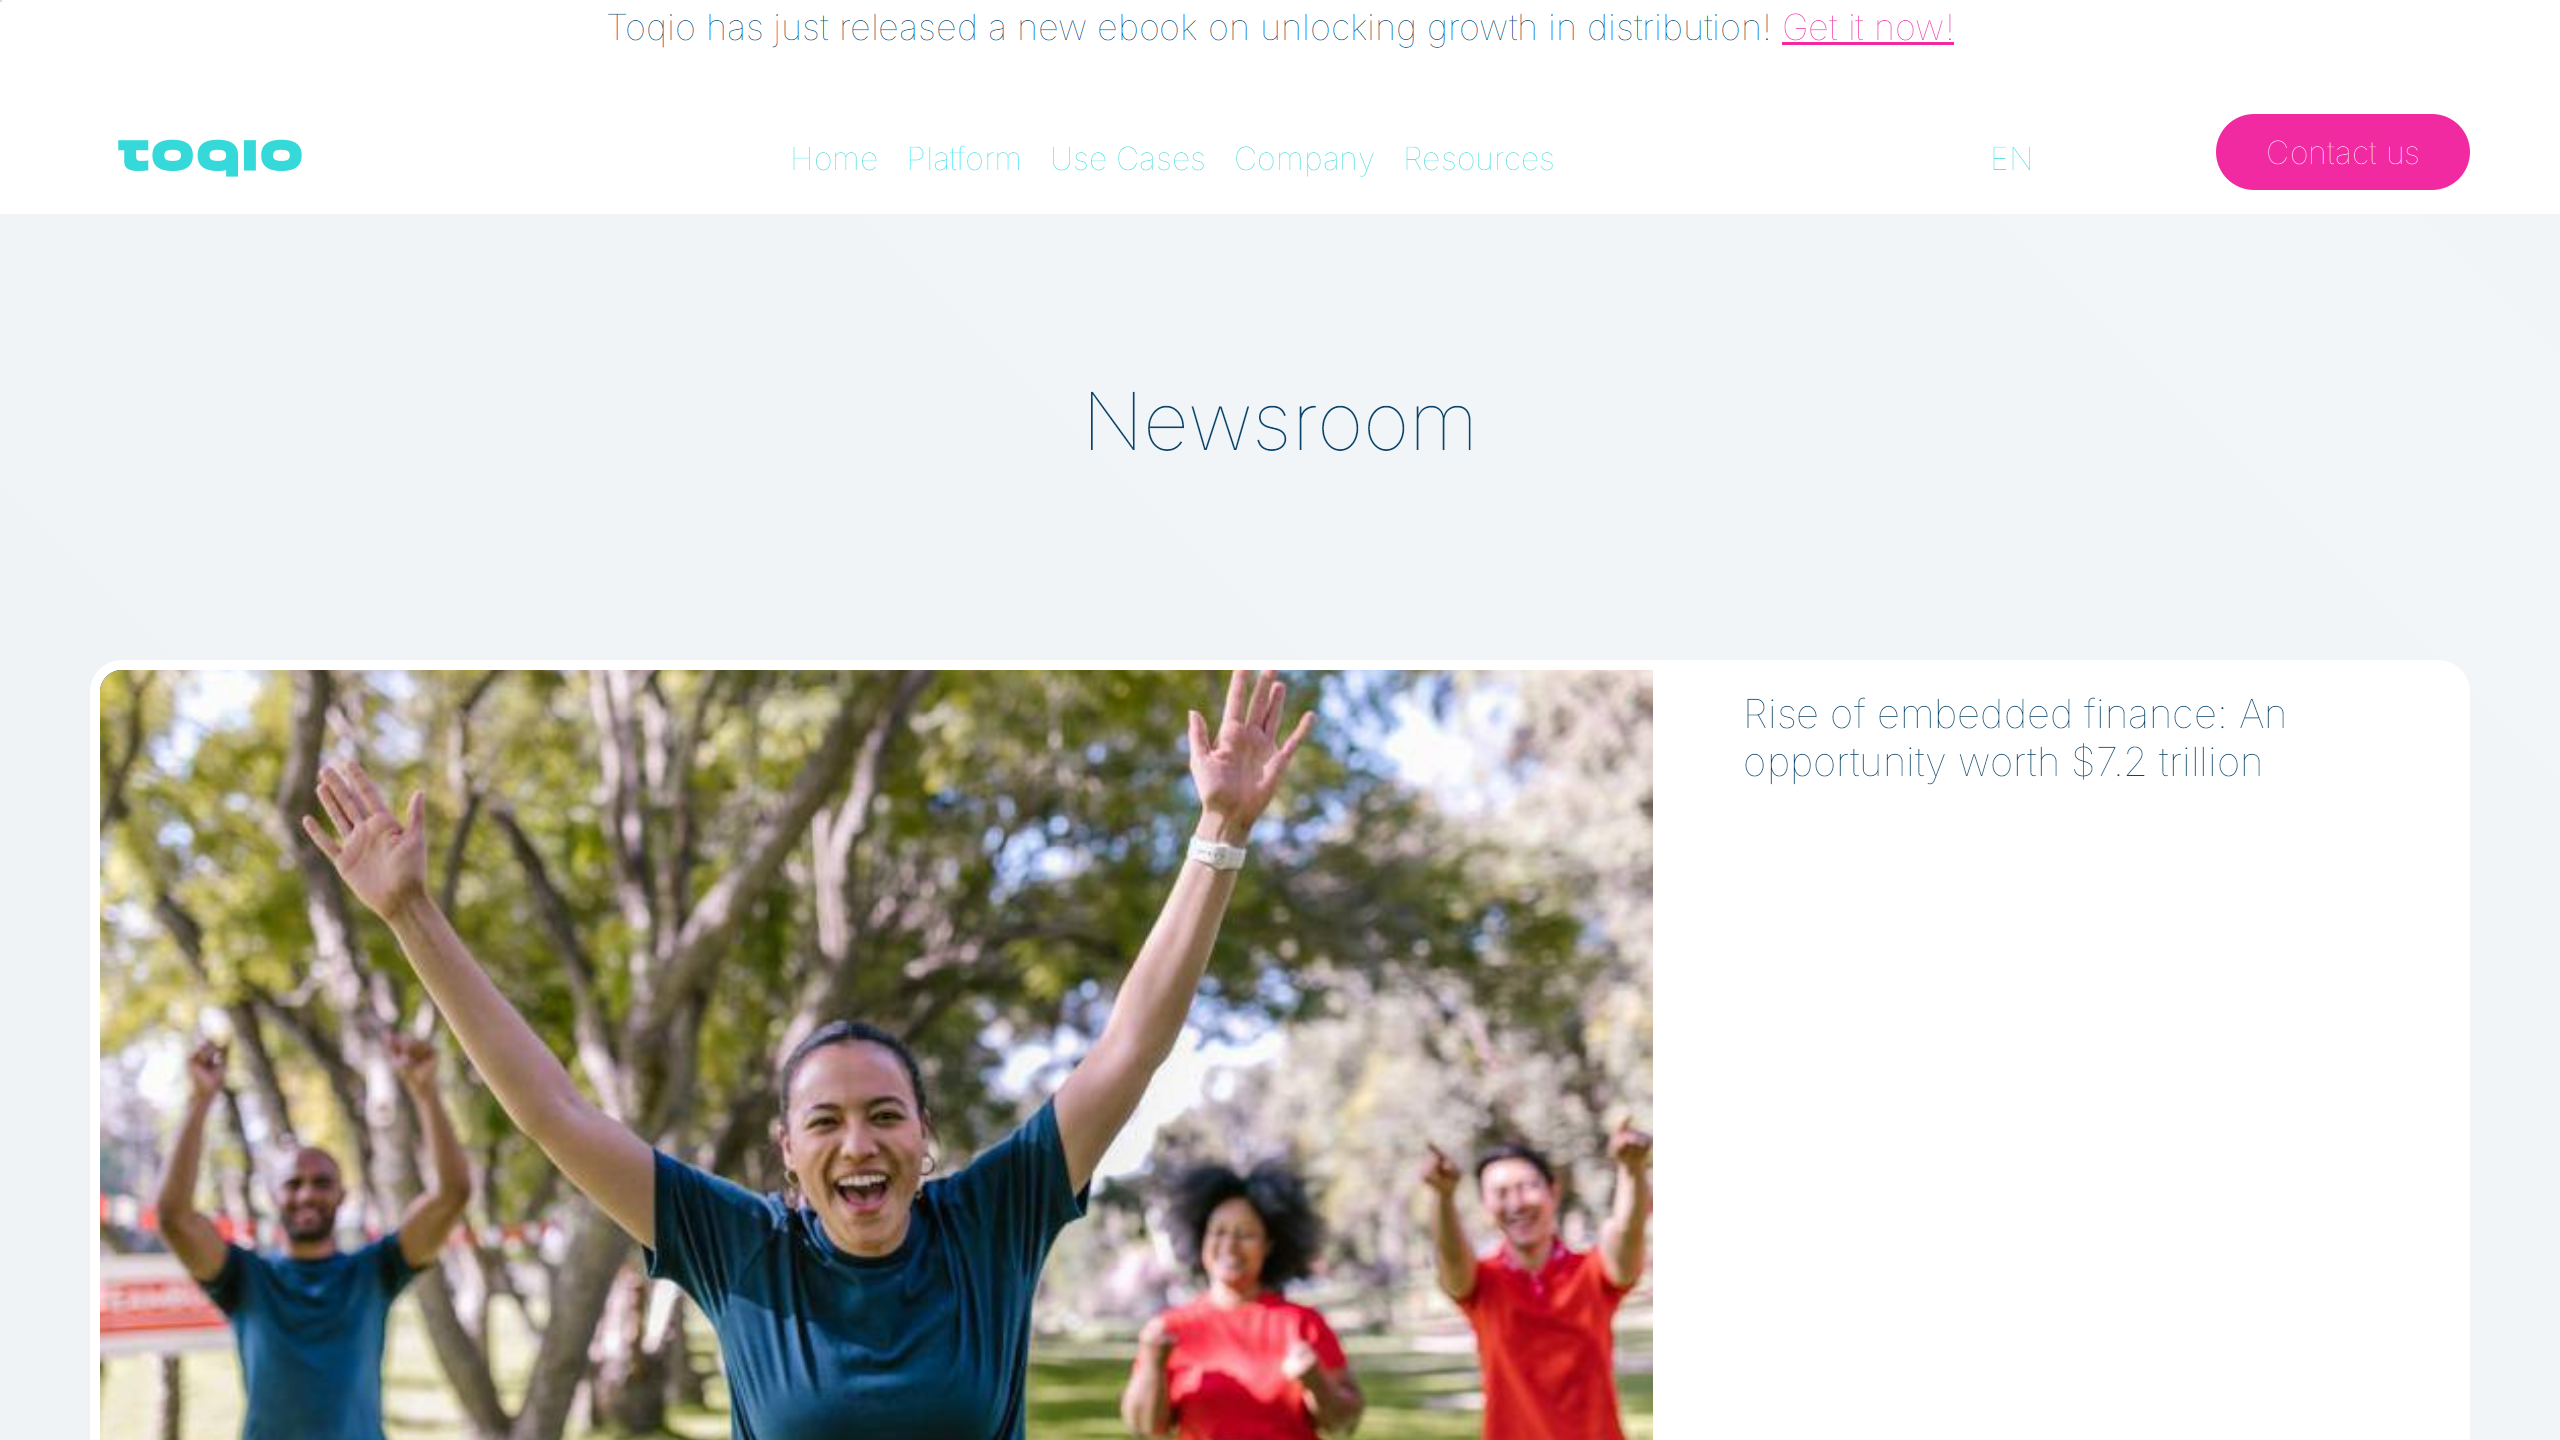 Toqio has just released a new ebook on unlocking growth in distribution! Get it now!
TOQIO
Home Platform Use Cases Company Resources EN Contact us
Newsroom
Rise of embedded finance: An
opportunity worth $7.2 trillion